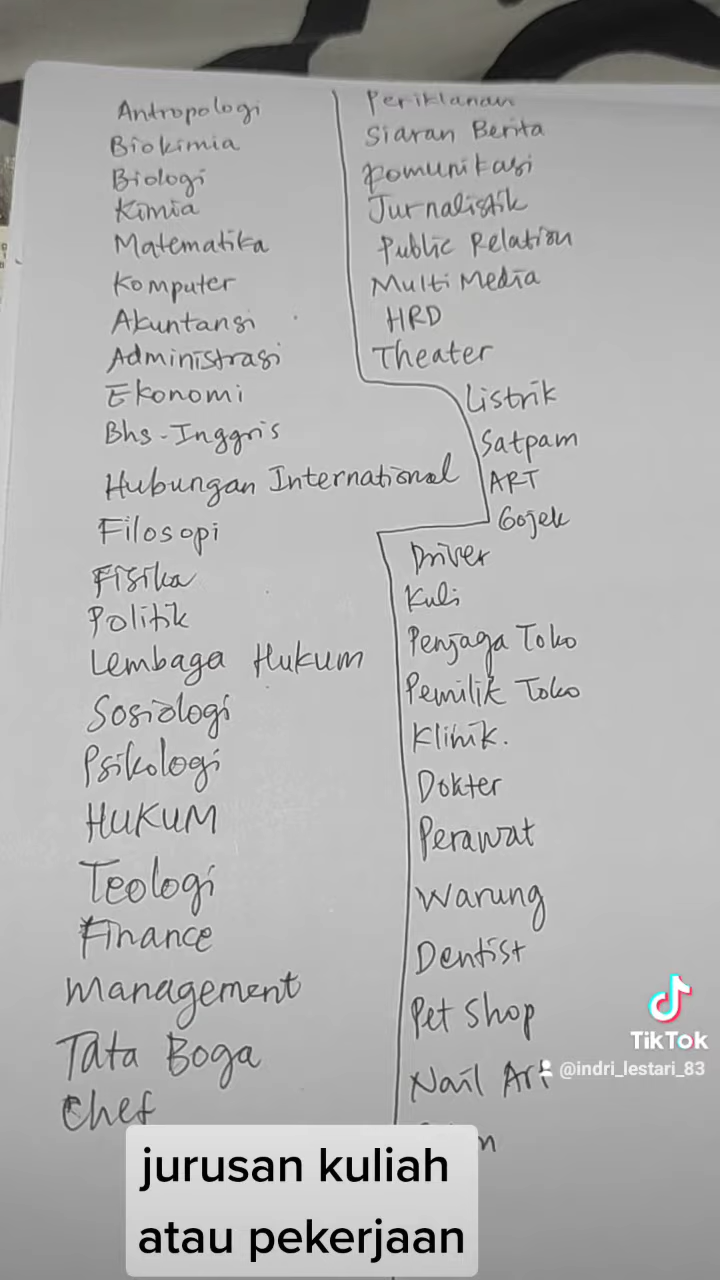 Antropologi
Biokimia
Biologi
Kimia
Matematika
Komputer
Akuntansi
Administrasi
Ekonomi
Bhs-Inggris
Hubungan International
Filosopi
Fisika
Politik
Lembaga Hukum
Sosiologi
Psikologi
HUKUM
Teologi
Finance
management
Tata Boga
Chef
Periklanan
Siaran Berita
Komunikasi
Jurnalistik
Public Relation
Multi Media
HRD
Theater
Listrik
Satpam
ART
Gojek
Driver
Kuli
Penjaga Toko
Pemilik Toko
Klinik.
Dokter
Perawat
Warung
Dentist
Pet Shop
Nail Art
TikTok
@indri_lestari_83
jurusan kuliah
atau pekerjaan